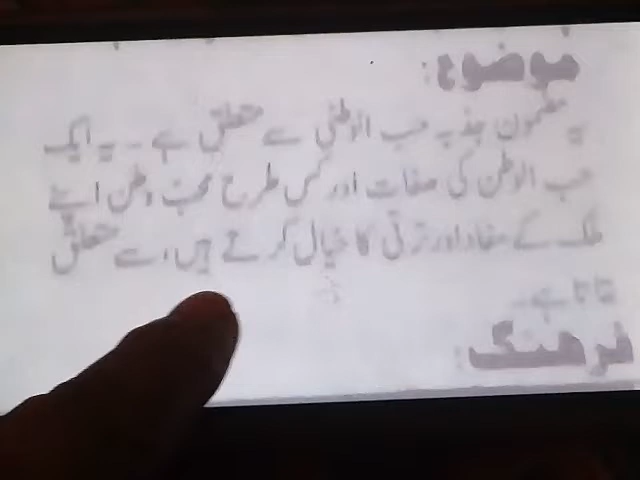 موضوع:
یہ مضمون جذبہ حب الوطنی سے متعلق ہے۔ یہ ایک
حب الوطن کی صفات اور کس طرح محب وطن اپنے
ملک کے مفاد اور ترقی کا خیال کرتے ہیں، سے متعلق
بتاتا ہے۔
فرھنگ: